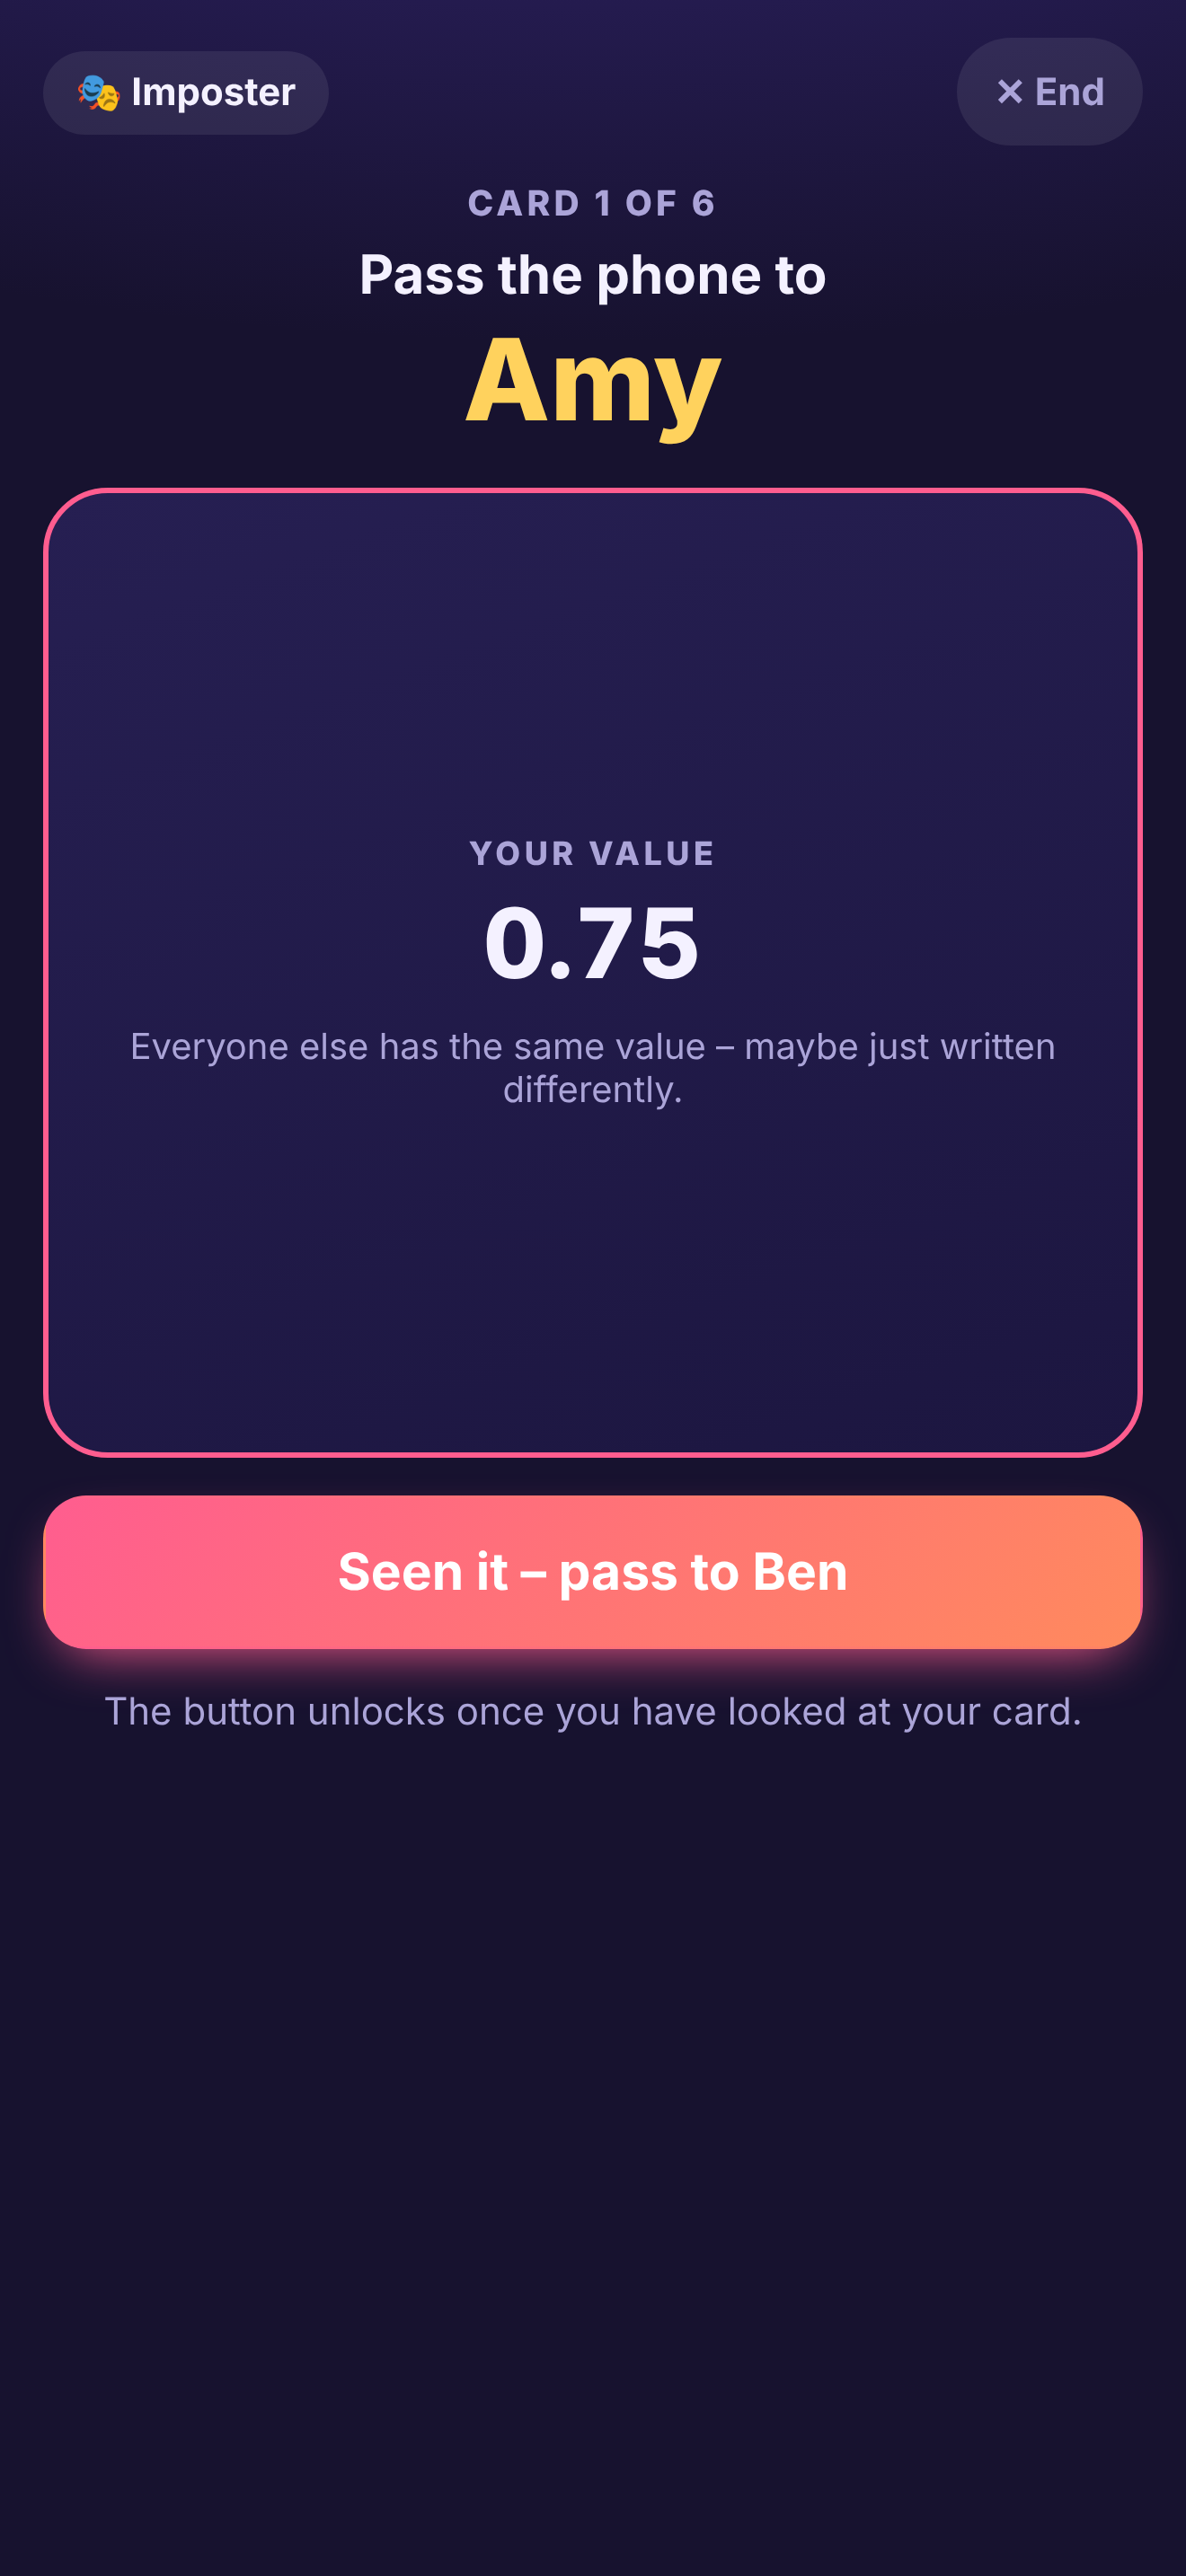 🎭 Imposter
✕ End
CARD 1 OF 6
Pass the phone to
Amy
YOUR VALUE
0.75
Everyone else has the same value – maybe just written
differently.
Seen it – pass to Ben
The button unlocks once you have looked at your card.